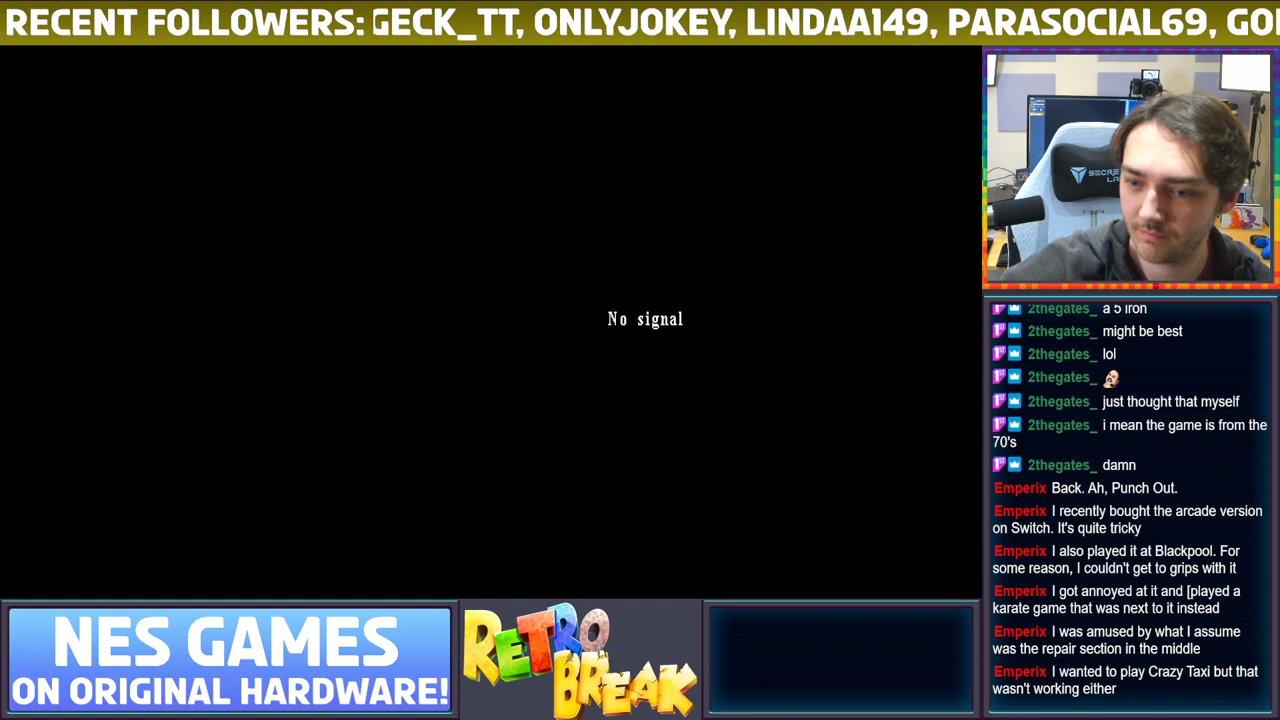 RECENT FOLLOWERS: GECK_TT, ONLYJOKEY, LINDAA149, PARASOCIAL69, GO
SECRE
LA
No signal
2thegates_ a 5 iron
2thegates_ might be best
2thegates_ lol
2thegates_
2thegates_ just thought that myself
2thegates_ i mean the game is from the
70's
2thegates_ damn
Emperix Back. Ah, Punch Out.
Emperix I recently bought the arcade version
on Switch. It's quite tricky
Emperix I also played it at Blackpool. For
some reason, I couldn't get to grips with it
Emperix I got annoyed at it and [played a
karate game that was next to it instead
Emperix I was amused by what I assume
was the repair section in the middle
Emperix I wanted to play Crazy Taxi but that
wasn't working either
NES GAMES
ON ORIGINAL HARDWARE!
RETRO
BREAK